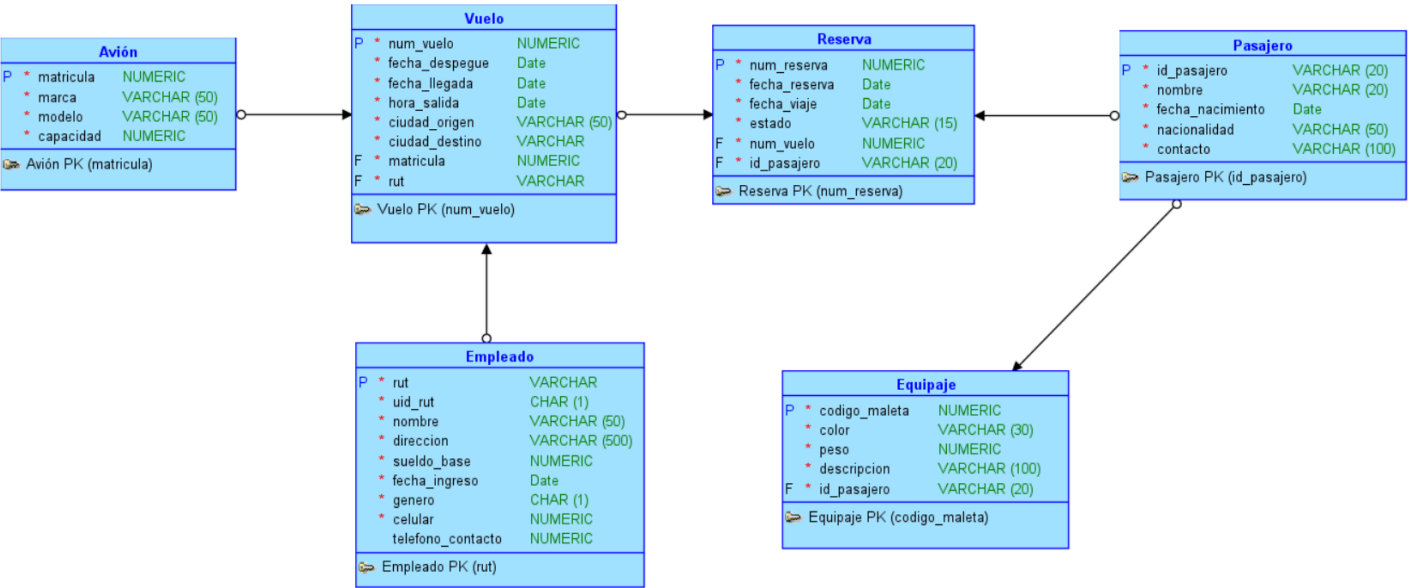 Avión
P * matricula NUMERIC
* marca VARCHAR (50)
* modelo VARCHAR (50)
* capacidad NUMERIC
Avión PK (matricula)
Vuelo
P * num_vuelo NUMERIC
* fecha_despegue Date
* fecha_llegada Date
* hora_salida Date
* ciudad_origen VARCHAR (50)
* ciudad_destino VARCHAR
F * matricula NUMERIC
F * rut VARCHAR
Vuelo PK (num_vuelo)
Reserva
P * num_reserva NUMERIC
* fecha_reserva Date
* fecha_viaje Date
* estado VARCHAR (15)
F * num_vuelo NUMERIC
F * id_pasajero VARCHAR (20)
Reserva PK (num_reserva)
Pasajero
P * id_pasajero VARCHAR (20)
* nombre VARCHAR (20)
* fecha_nacimiento Date
* nacionalidad VARCHAR (50)
* contacto VARCHAR (100)
Pasajero PK (id_pasajero)
Empleado
P * rut VARCHAR
* uid_rut CHAR (1)
* nombre VARCHAR (50)
* direccion VARCHAR (500)
* sueldo_base NUMERIC
* fecha_ingreso Date
* genero CHAR (1)
* celular NUMERIC
telefono_contacto NUMERIC
Empleado PK (rut)
Equipaje
P * codigo_maleta NUMERIC
* color VARCHAR (30)
* peso NUMERIC
* descripcion VARCHAR (100)
F * id_pasajero VARCHAR (20)
Equipaje PK (codigo_maleta)